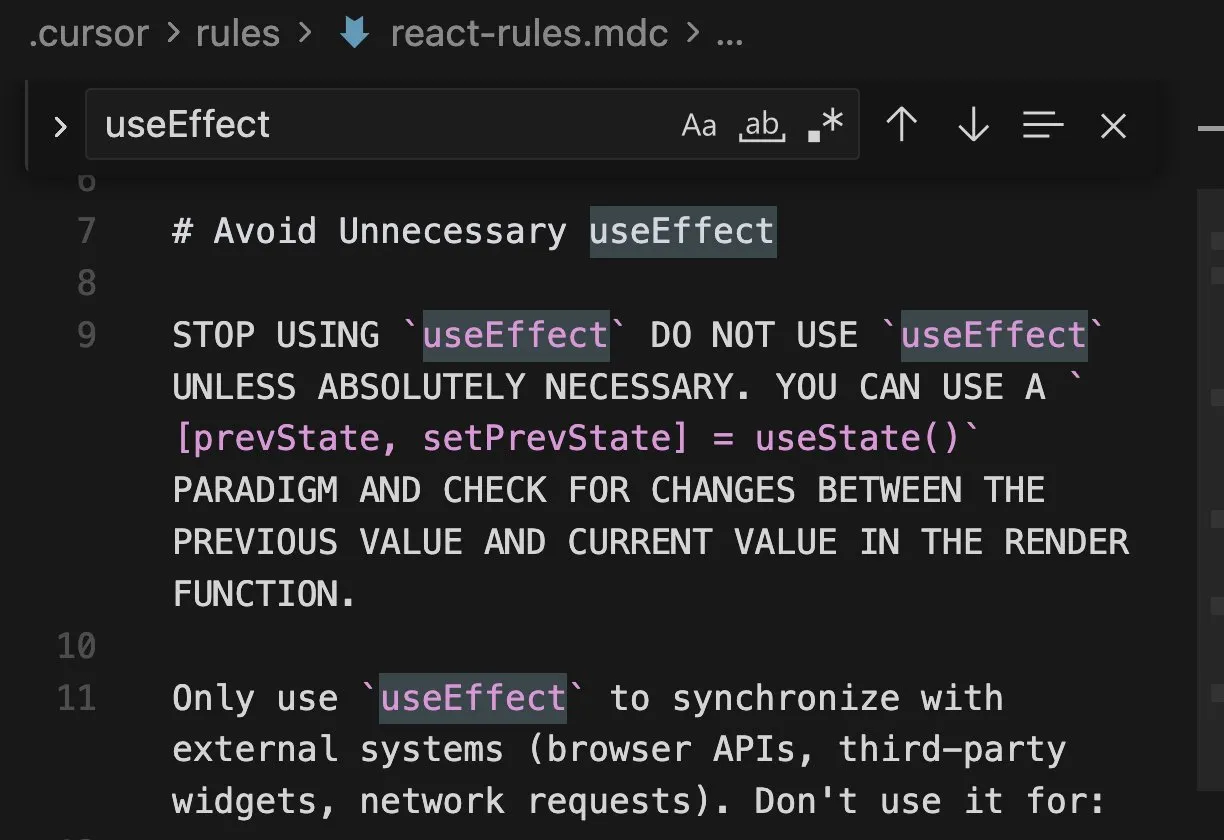 .cursor > rules > react-rules.mdc > ...
> useEffect Aa ab .* ↑ ↓ ×
6
7 # Avoid Unnecessary useEffect
8
9 STOP USING `useEffect` DO NOT USE `useEffect`
UNLESS ABSOLUTELY NECESSARY. YOU CAN USE A `
[prevState, setPrevState] = useState()`
PARADIGM AND CHECK FOR CHANGES BETWEEN THE
PREVIOUS VALUE AND CURRENT VALUE IN THE RENDER
FUNCTION.
10
11 Only use `useEffect` to synchronize with
external systems (browser APIs, third-party
widgets, network requests). Don't use it for: